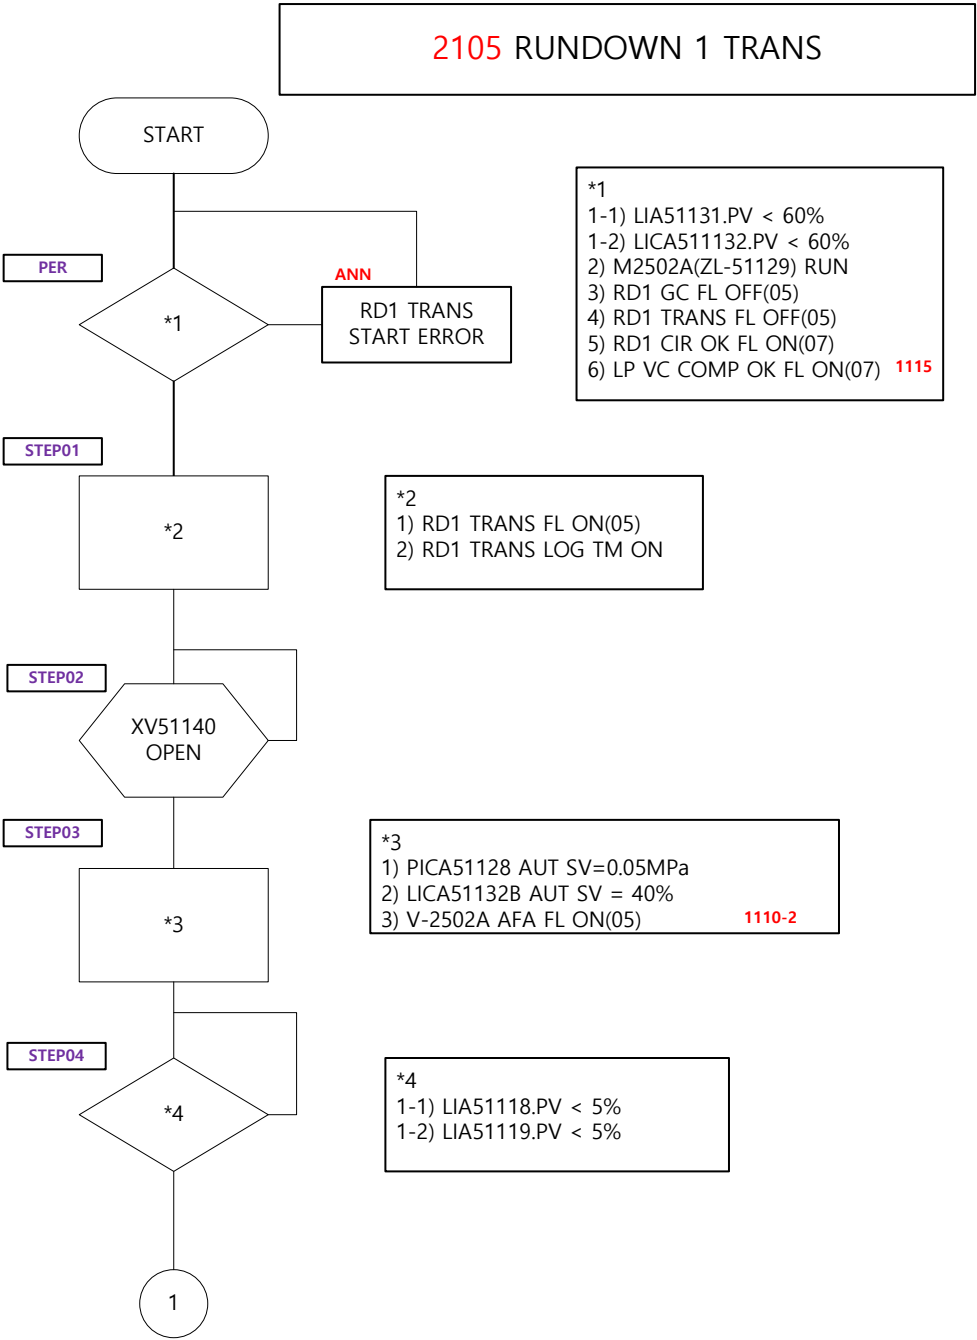 2105 RUNDOWN 1 TRANS
START
*1
1-1) LIA51131.PV < 60%
1-2) LICA511132.PV < 60%
2) M2502A(ZL-51129) RUN
3) RD1 GC FL OFF(05)
4) RD1 TRANS FL OFF(05)
5) RD1 CIR OK FL ON(07)
6) LP VC COMP OK FL ON(07) 1115
PER
ANN
*1
RD1 TRANS
START ERROR
STEP01
*2
*2
1) RD1 TRANS FL ON(05)
2) RD1 TRANS LOG TM ON
STEP02
XV51140
OPEN
STEP03
*3
*3
1) PICA51128 AUT SV=0.05MPa
2) LICA51132B AUT SV = 40%
3) V-2502A AFA FL ON(05) 1110-2
STEP04
*4
*4
1-1) LIA51118.PV < 5%
1-2) LIA51119.PV < 5%
1